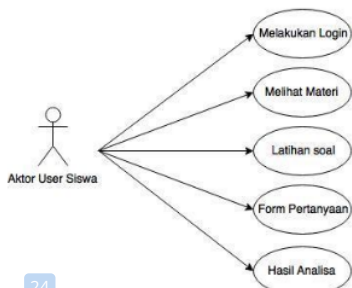 Melakukan Login
Melihat Materi
Latihan soal
Aktor User Siswa
Form Pertanyaan
Hasil Analisa
24